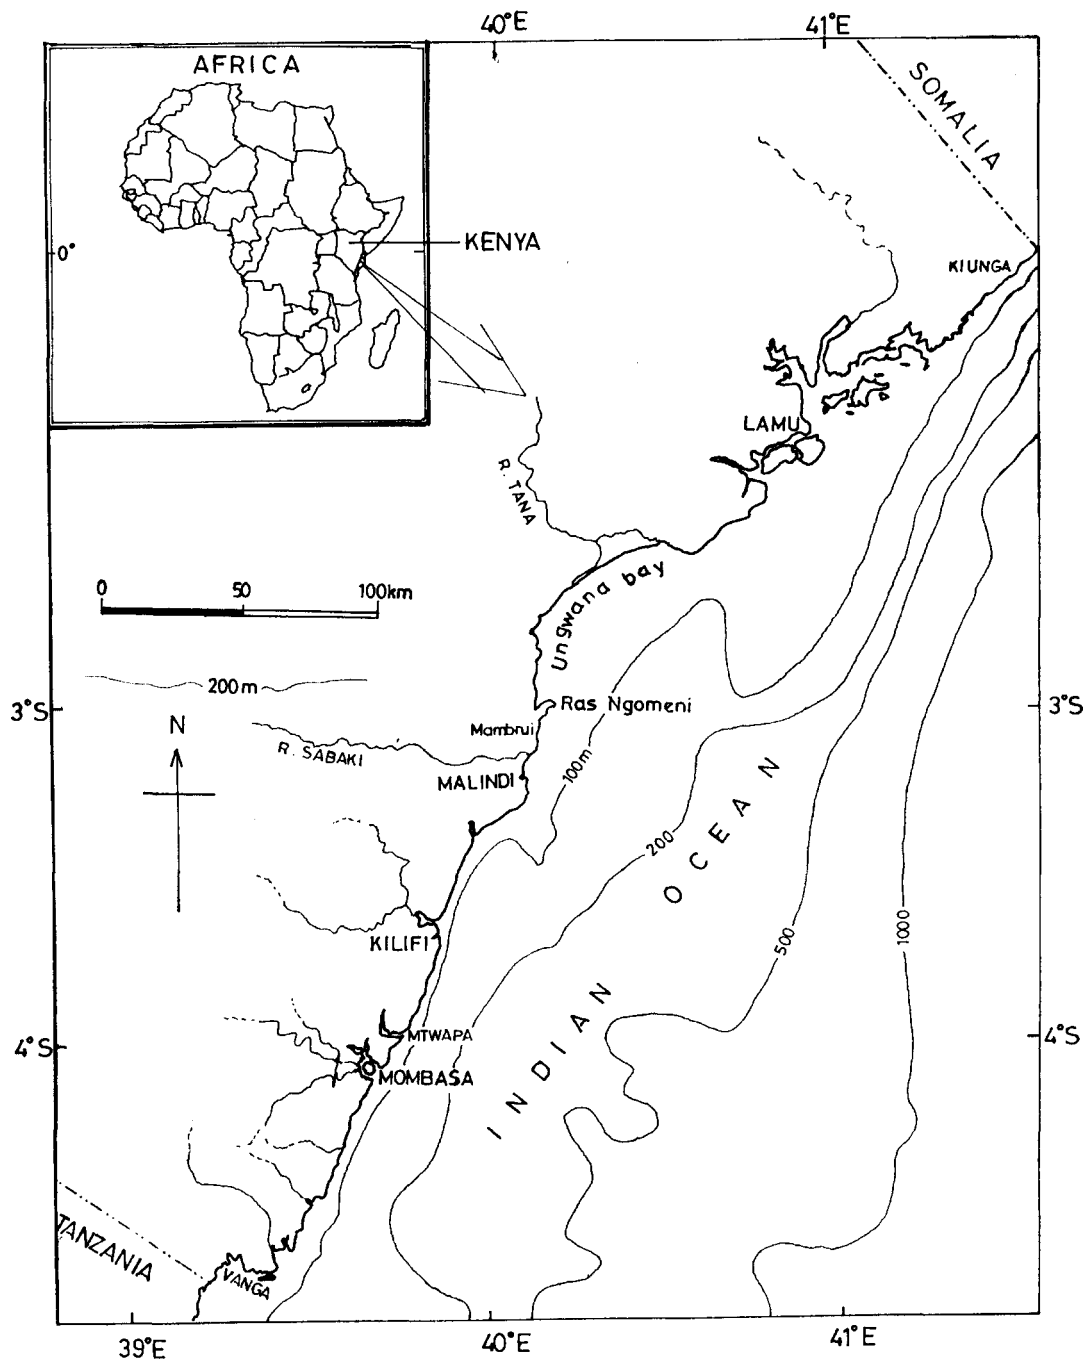 40°E
41°E
AFRICA
SOMALIA
0°
KENYA
KIUNGA
LAMU
R. TANA
0
50
100km
Ungwana bay
200m
3°S
3°S
Ras Ngomeni
N
Mambrui
R. SABAKI
MALINDI
100m
200
INDIAN OCEAN
500
1000
KILIFI
MTWAPA
4°S
4°S
MOMBASA
TANZANIA
VANGA
39°E
40°E
41°E